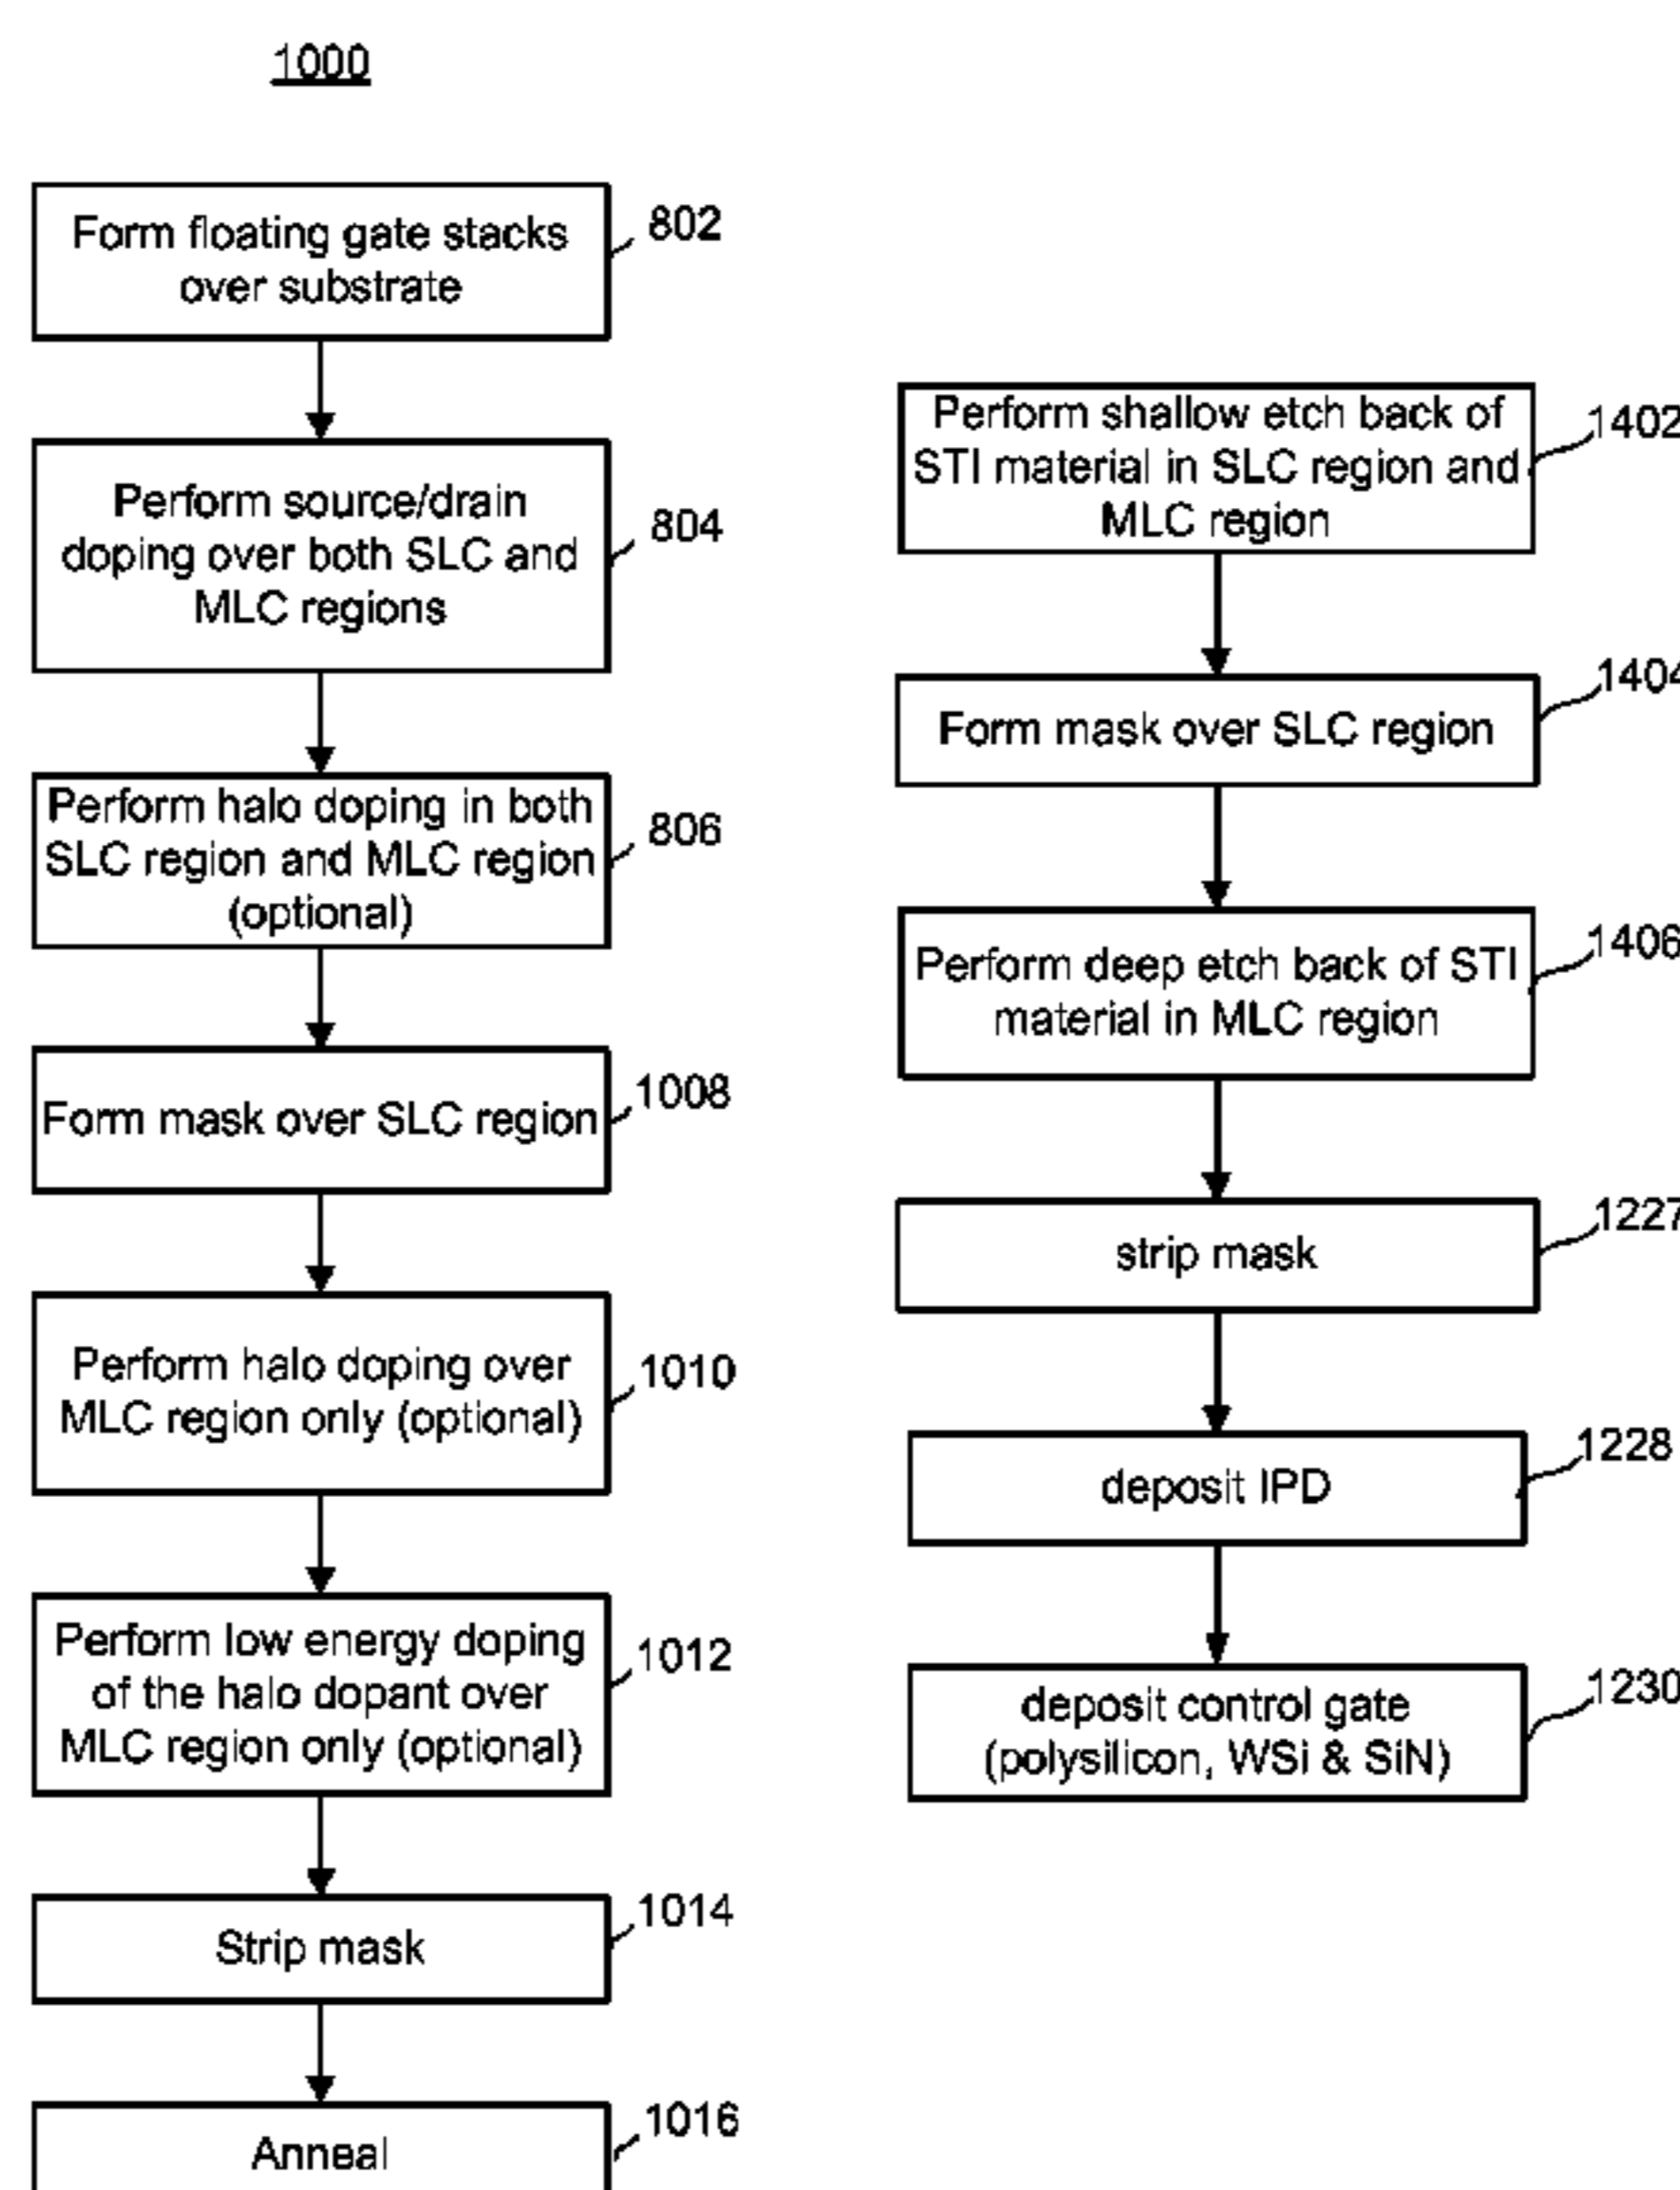 1000
Form floating gate stacks
over substrate
802
Perform source/drain
doping over both SLC and
MLC regions
804
Perform halo doping in both
SLC region and MLC region
(optional)
806
Form mask over SLC region
1008
Perform halo doping over
MLC region only (optional)
1010
Perform low energy doping
of the halo dopant over
MLC region only (optional)
1012
Strip mask
1014
Anneal
1016
Perform shallow etch back of
STI material in SLC region and
MLC region
1402
Form mask over SLC region
1404
Perform deep etch back of STI
material in MLC region
1406
strip mask
1227
deposit IPD
1228
deposit control gate
(polysilicon, WSi & SiN)
1230